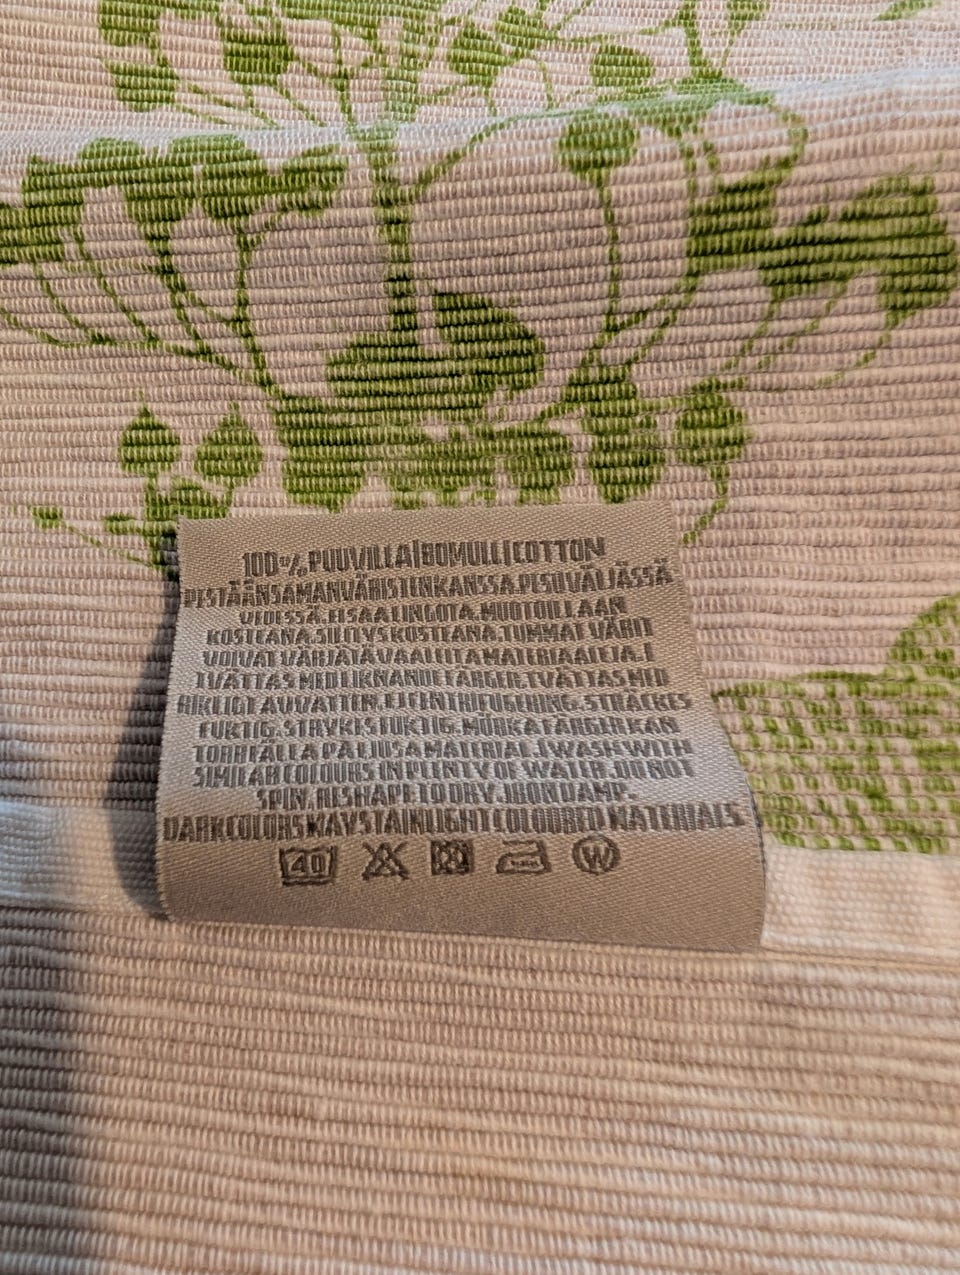 100% PUUVILLA|BOMULL|COTTON
PESTÄÄN SAMANVÄRISTEN KANSSA. PESU VÄLJÄSSÄ
VEDESSÄ. EI SAA LINGOTA. MUOTOILLAAN
KOSTEANA. SILITYS KOSTEANA. TUMMAT VÄRIT
VOIVAT VÄRJÄTÄ VAALEITA MATERIAALEJA. |
TVÄTTAS MED LIKNANDE FÄRGER. TVÄTTAS MED
RIKLIGT AV VATTEN. EJ CENTRIFUGERING. STRÄCKES
FUKTIG. STRYKES FUKTIG. MÖRKA FÄRGER KAN
TORRFÄLLA PÅ LJUSA MATERIAL. | WASH WITH
SIMILAR COLOURS IN PLENTY OF WATER. DO NOT
SPIN. RESHAPE TO DRY. IRON DAMP.
DARK COLORS MAY STAIN LIGHT COLOURED MATERIALS.
40 W